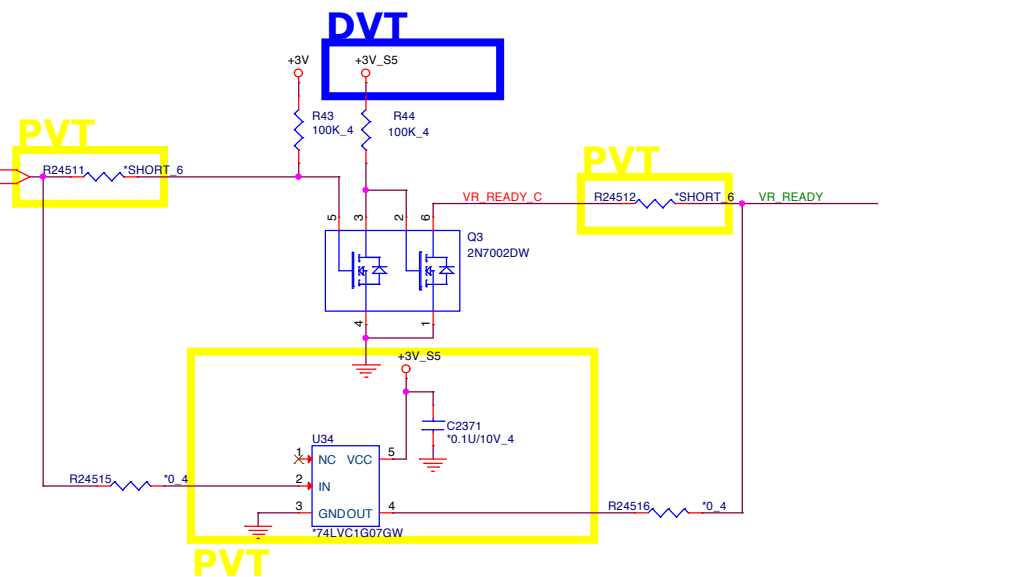 DVT
+3V
+3V_S5
R43
100K_4
R44
100K_4
PVT
R24511
*SHORT_6
PVT
VR_READY_C
R24512
*SHORT_6
VR_READY
5
3
2
6
Q3
2N7002DW
4
1
+3V_S5
C2371
*0.1U/10V_4
U34
1
NC
VCC
5
R24515
*0_4
2
IN
3
GND
OUT
4
R24516
*0_4
*74LVC1G07GW
PVT